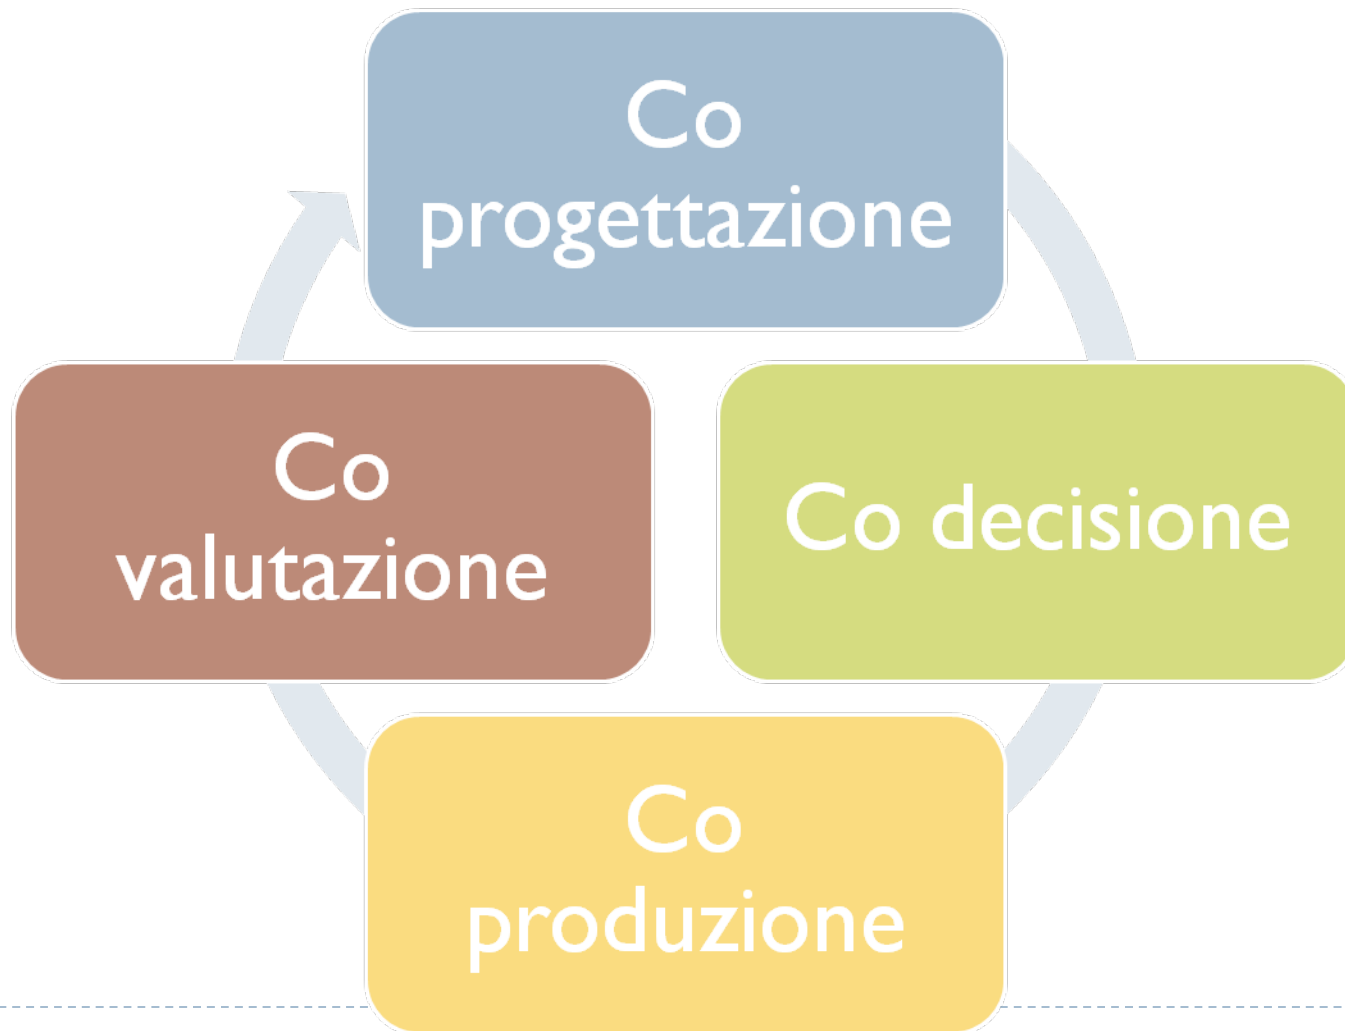 Co
progettazione
Co
valutazione
Co decisione
Co
produzione